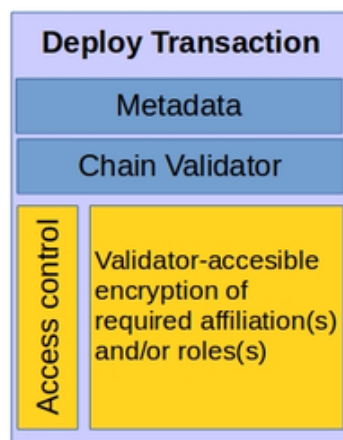 Deploy Transaction
Metadata
Chain Validator
Access control
Validator-accesible
encryption of
required affiliation(s)
and/or roles(s)